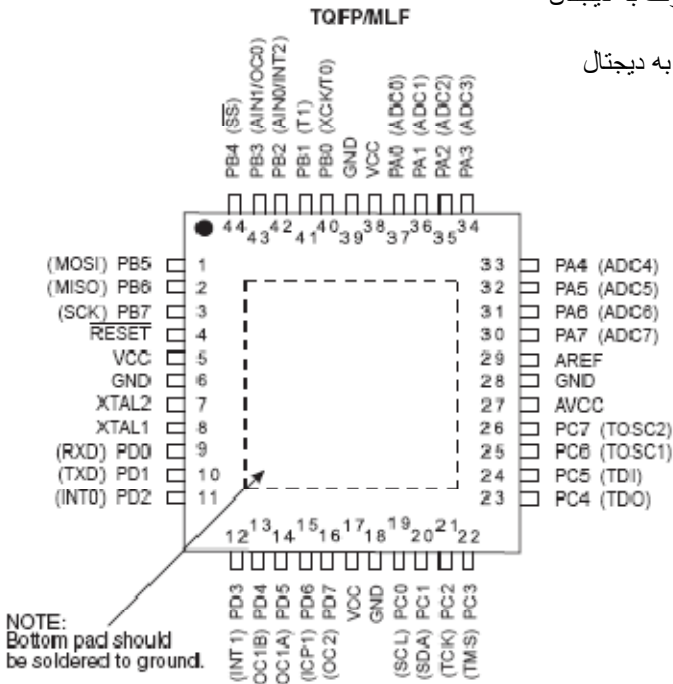 به دیجتال
TQFP/MLF
به دیجتال
PB4 (SS)
PB3 (AIN1/OC0)
PB2 (AIN0/INT2)
PB1 (T1)
PB0 (XCK/T0)
GND
VCC
PA0 (ADC0)
PA1 (ADC1)
PA2 (ADC2)
PA3 (ADC3)
44 43 42 41 40 39 38 37 36 35 34
(MOSI) PB5 1
(MISO) PB6 2
(SCK) PB7 3
RESET 4
VCC 5
GND 6
XTAL2 7
XTAL1 8
(RXD) PD0 9
(TXD) PD1 10
(INT0) PD2 11
33 PA4 (ADC4)
32 PA5 (ADC5)
31 PA6 (ADC6)
30 PA7 (ADC7)
29 AREF
28 GND
27 AVCC
26 PC7 (TOSC2)
25 PC6 (TOSC1)
24 PC5 (TDI)
23 PC4 (TDO)
12 13 14 15 16 17 18 19 20 21 22
(INT1) PD3
OC1B) PD4
OC1A) PD5
(ICP1) PD6
(OC2) PD7
VCC
GND
(SCL) PC0
(SDA) PC1
(TCK) PC2
(TMS) PC3
NOTE:
Bottom pad should
be soldered to ground.